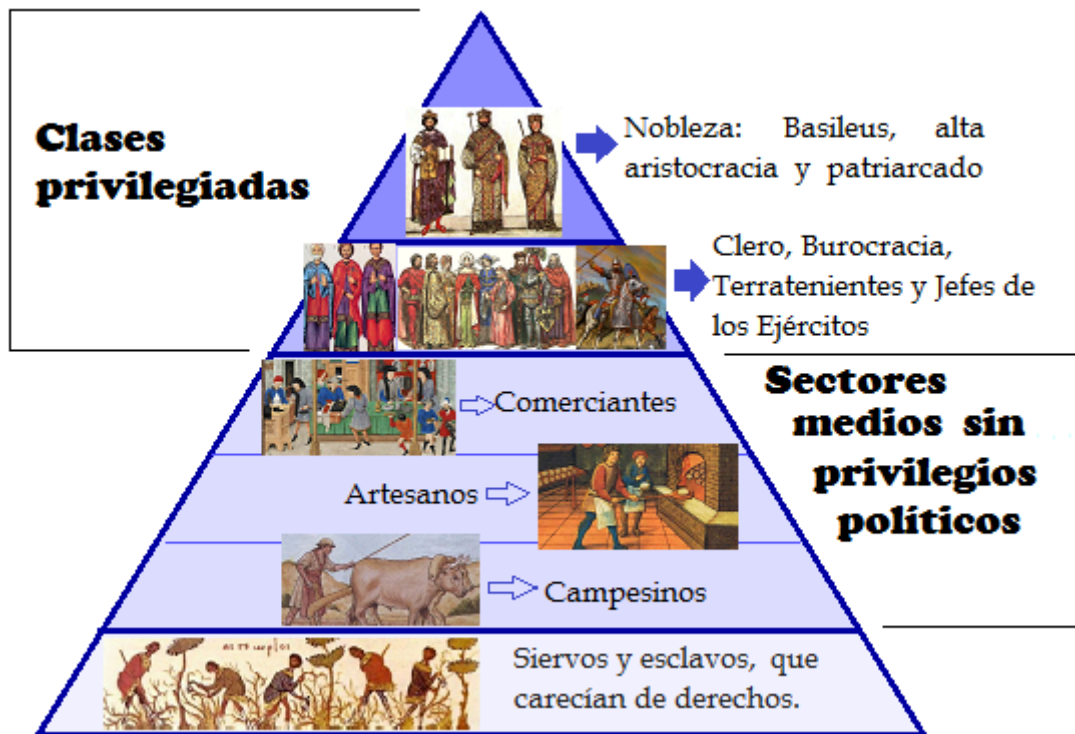 Clases
privilegiadas
Nobleza: Basileus, alta
aristocracia y patriarcado
Clero, Burocracia,
Terratenientes y Jefes de
los Ejércitos
Sectores
medios sin
privilegios
políticos
Comerciantes
Artesanos
Campesinos
Siervos y esclavos, que
carecían de derechos.